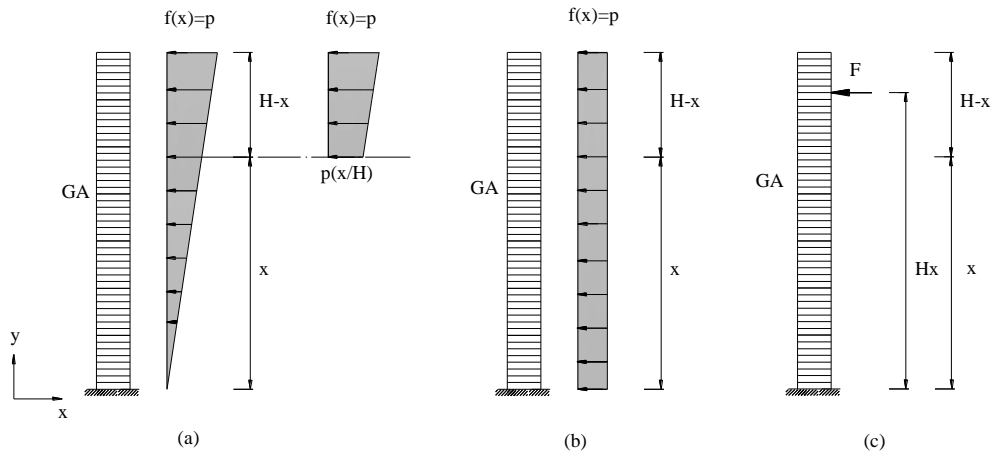 f(x)=p
H-x
GA
x
y
x
(a)
f(x)=p
p(x/H)
f(x)=p
H-x
GA
x
(b)
F
H-x
GA
Hx
x
(c)